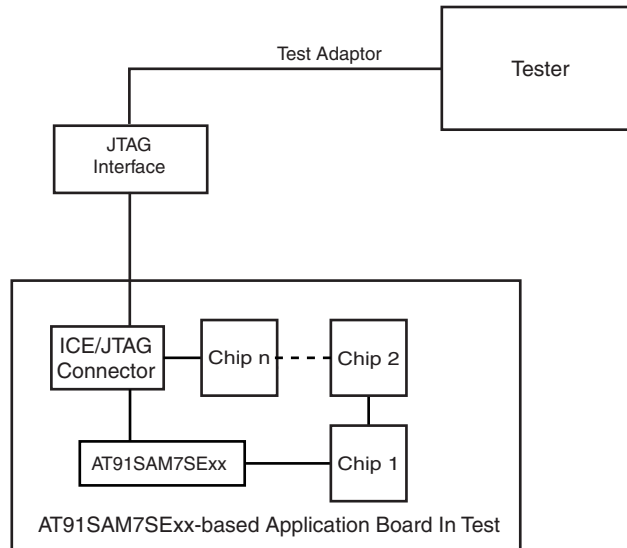 Test Adaptor
Tester
JTAG
Interface
ICE/JTAG
Connector
Chip n
Chip 2
AT91SAM7SExx
Chip 1
AT91SAM7SExx-based Application Board In Test